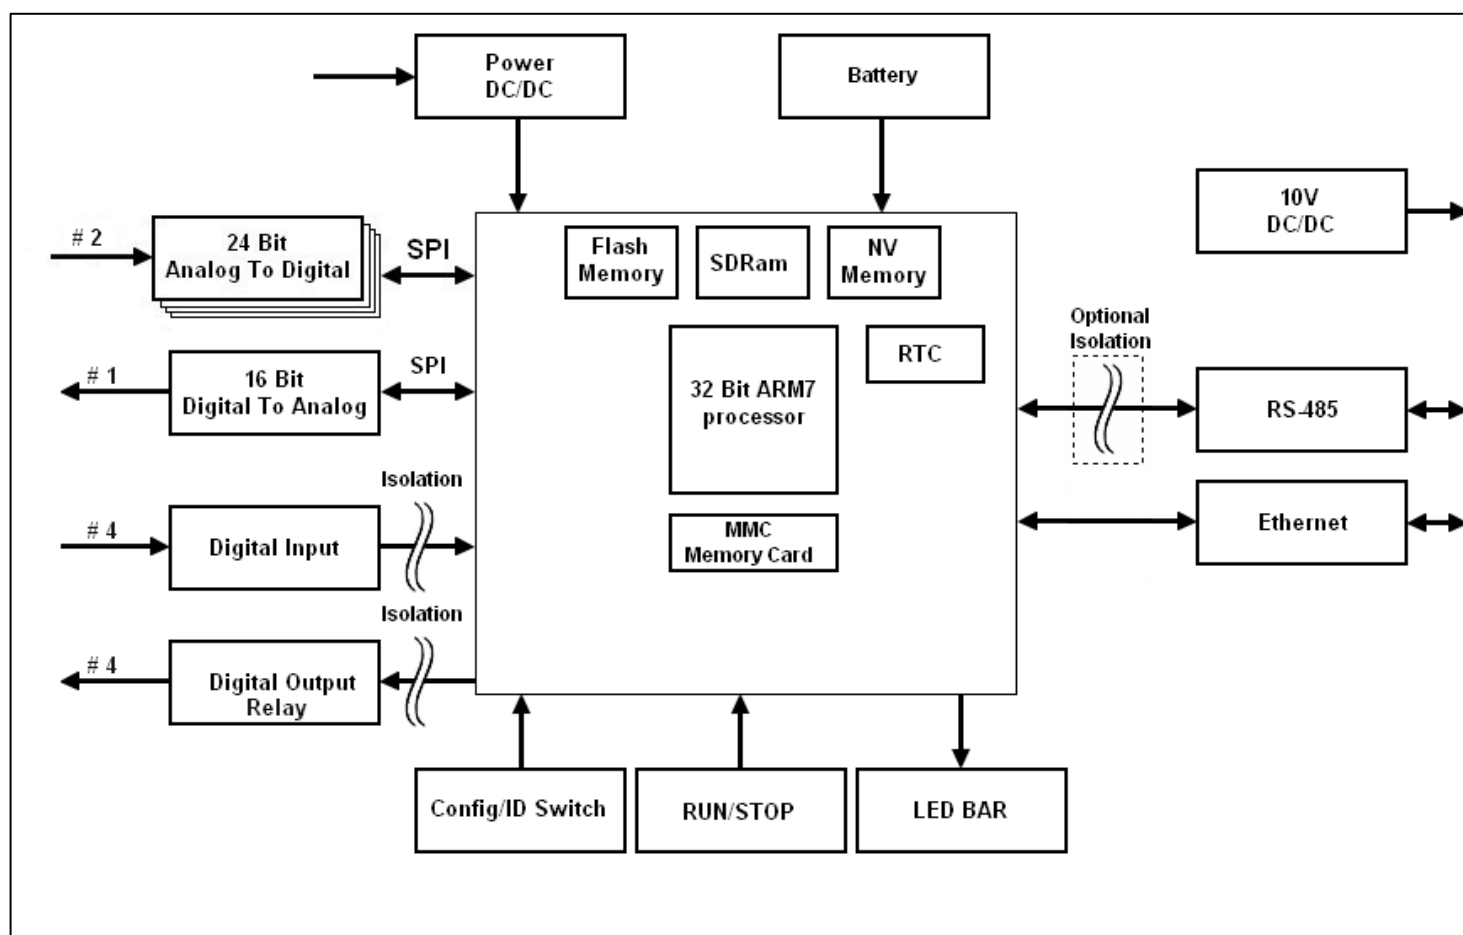 Power
DC/DC
Battery
10V
DC/DC
# 2
24 Bit
Analog To Digital
SPI
Flash
Memory
SDRam
NV
Memory
Optional
Isolation
# 1
16 Bit
Digital To Analog
SPI
32 Bit ARM7
processor
RTC
RS-485
Isolation
# 4
Digital Input
MMC
Memory Card
Ethernet
Isolation
# 4
Digital Output
Relay
Config/ID Switch
RUN/STOP
LED BAR